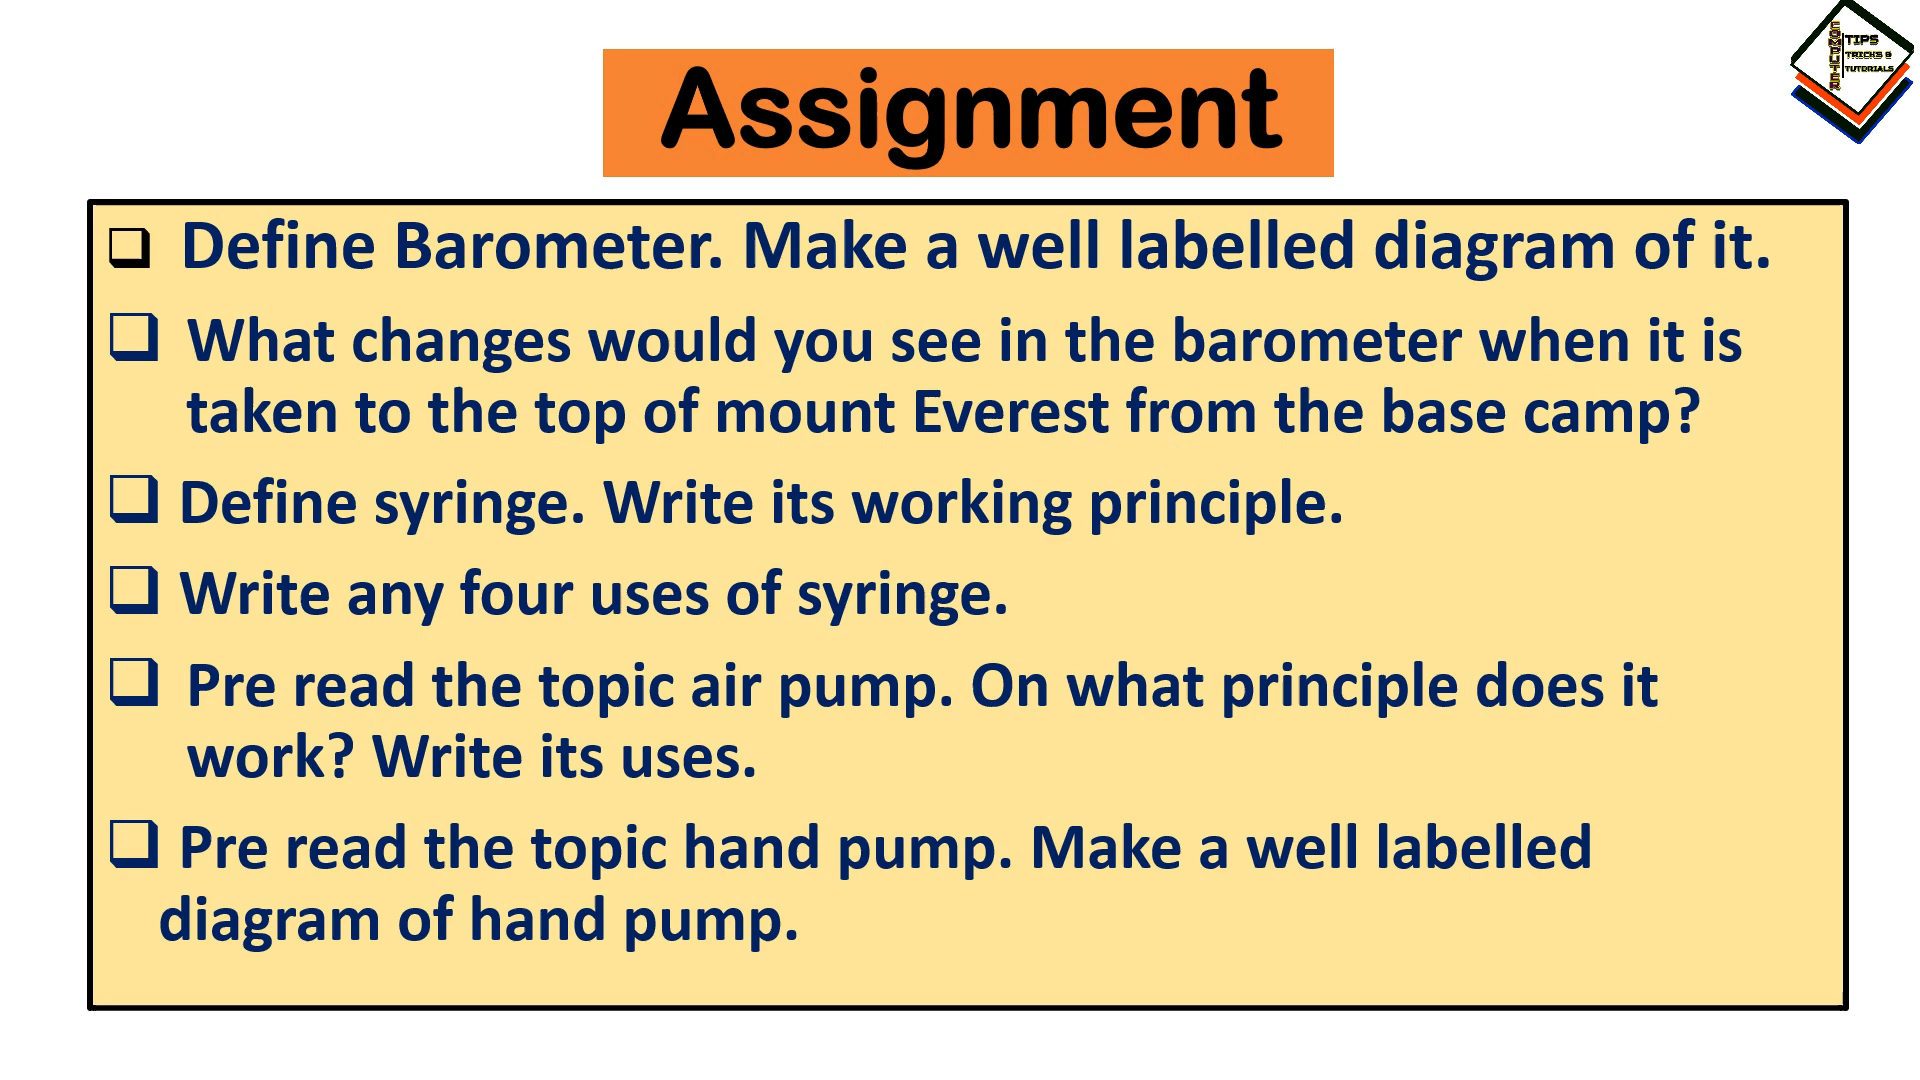 Assignment
COMPUTER
TIPS
TRICKS &
TUTORIALS
❑ Define Barometer. Make a well labelled diagram of it.
❑ What changes would you see in the barometer when it is
taken to the top of mount Everest from the base camp?
❑ Define syringe. Write its working principle.
❑ Write any four uses of syringe.
❑ Pre read the topic air pump. On what principle does it
work? Write its uses.
❑ Pre read the topic hand pump. Make a well labelled
diagram of hand pump.